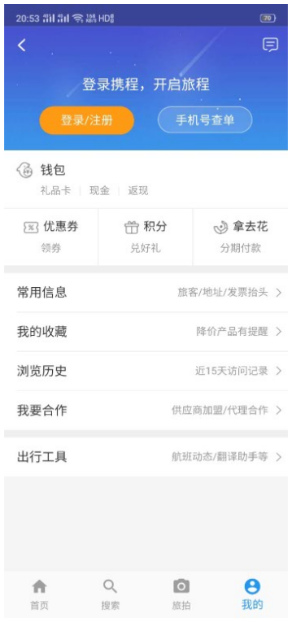 20:53 HD
70
登录携程，开启旅程
登录/注册 手机号查单
钱包
礼品卡 现金 返现
优惠券 积分 拿去花
领券 兑好礼 分期付款
常用信息 旅客/地址/发票抬头
我的收藏 降价产品有提醒
浏览历史 近15天访问记录
我要合作 供应商加盟/代理合作
出行工具 航班动态/翻译助手等
首页 搜索 旅拍 我的